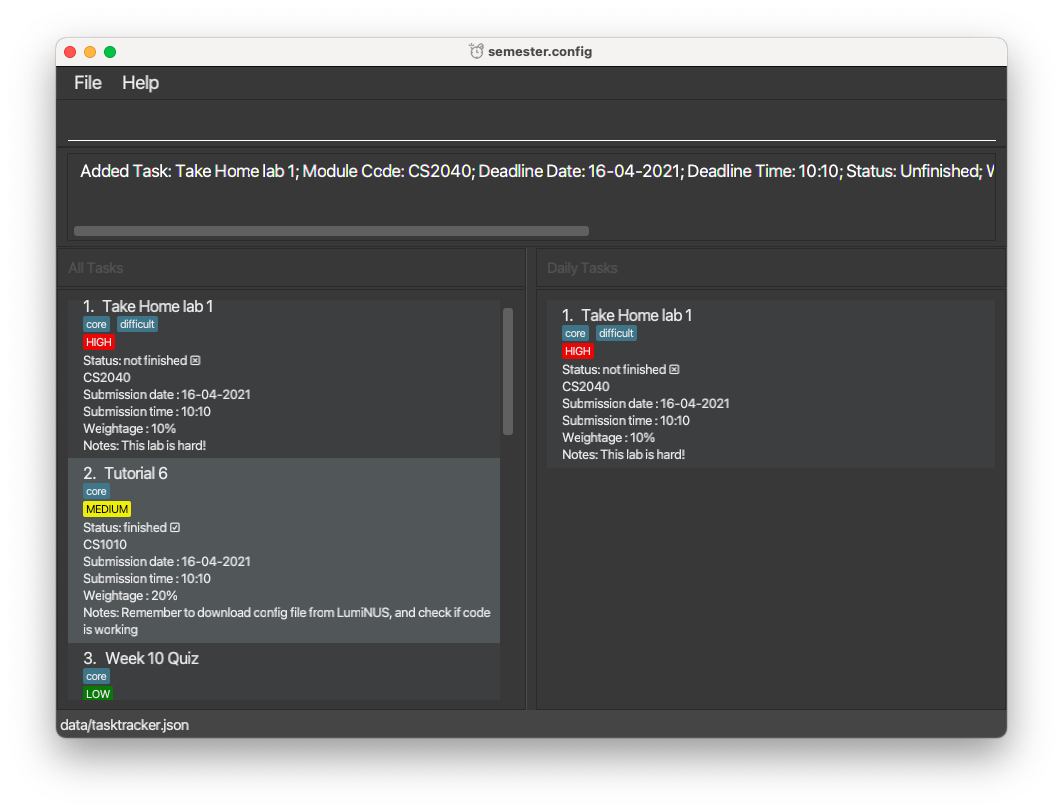 semester.config
File Help
Added Task: Take Home lab 1; Module Code: CS2040; Deadline Date: 16-04-2021; Deadline Time: 10:10; Status: Unfinished; W
All Tasks
1. Take Home lab 1
core difficult
HIGH
Status: not finished
CS2040
Submission date : 16-04-2021
Submission time : 10:10
Weightage : 10%
Notes: This lab is hard!
2. Tutorial 6
core
MEDIUM
Status: finished
CS1010
Submission date : 16-04-2021
Submission time : 10:10
Weightage : 20%
Notes: Remember to download config file from LumiNUS, and check if code
is working
3. Week 10 Quiz
core
LOW
Daily Tasks
1. Take Home lab 1
core difficult
HIGH
Status: not finished
CS2040
Submission date : 16-04-2021
Submission time : 10:10
Weightage : 10%
Notes: This lab is hard!
data/tasktracker.json